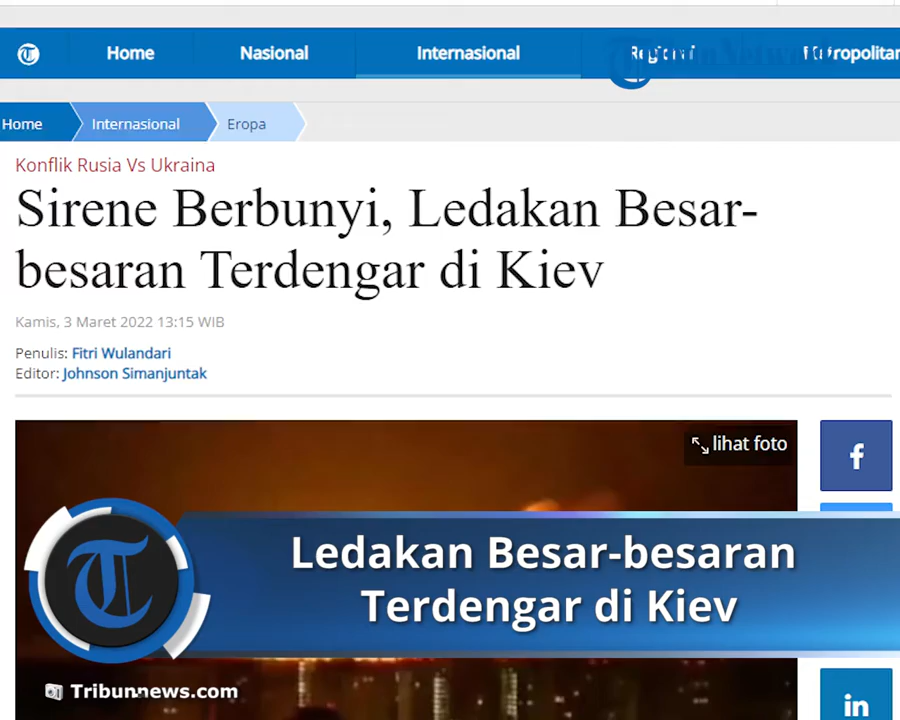 Home Nasional Internasional Regional Metropolitan
Home Internasional Eropa
Konflik Rusia Vs Ukraina
Sirene Berbunyi, Ledakan Besar-
besaran Terdengar di Kiev
Kamis, 3 Maret 2022 13:15 WIB
Penulis: Fitri Wulandari
Editor: Johnson Simanjuntak
lihat foto
f
Ledakan Besar-besaran
Terdengar di Kiev
T
Tribunnews.com
in